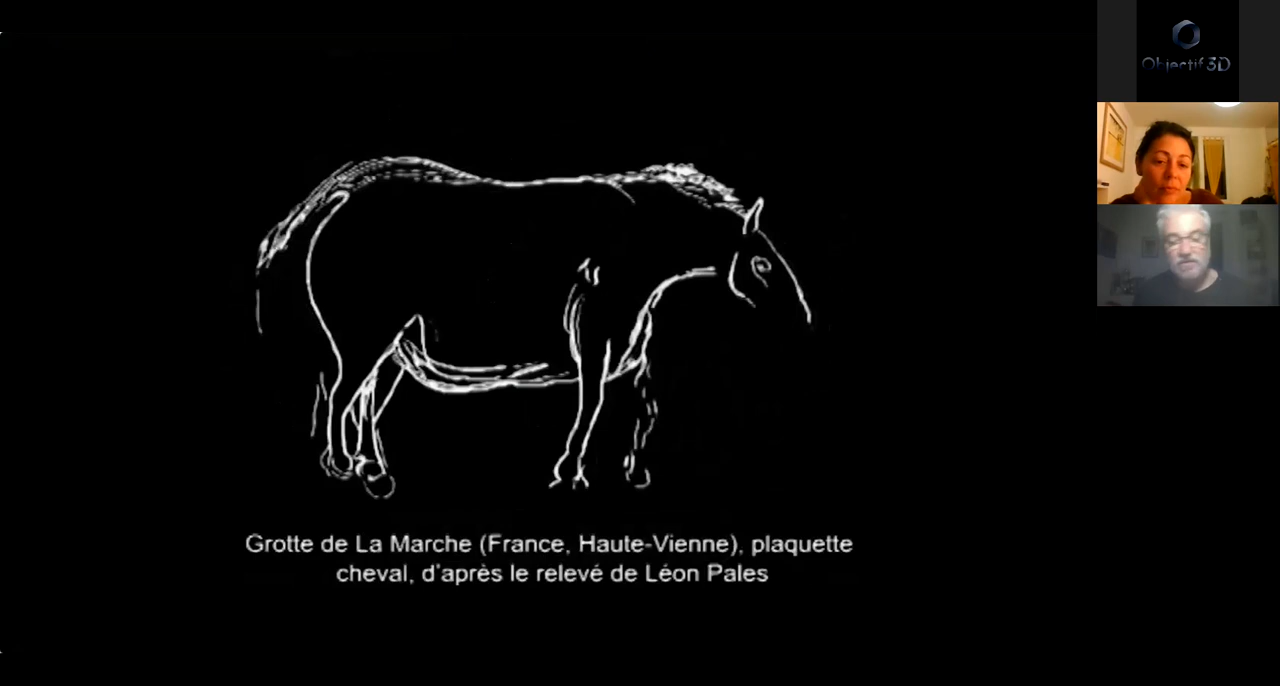 Objectif 3D
Grotte de La Marche (France, Haute-Vienne), plaquette
cheval, d'après le relevé de Léon Pales